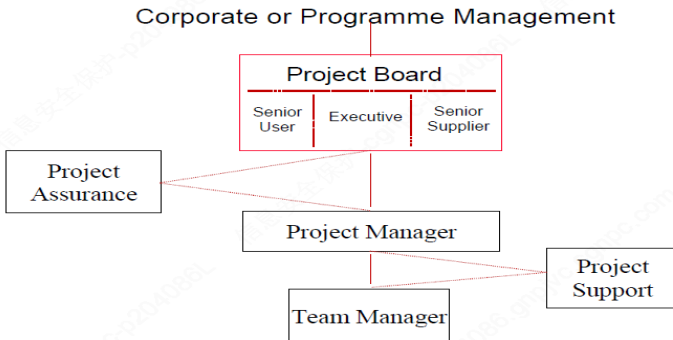 Corporate or Programme Management
Project Board
Senior
User
Executive
Senior
Supplier
Project
Assurance
Project Manager
Project
Support
Team Manager